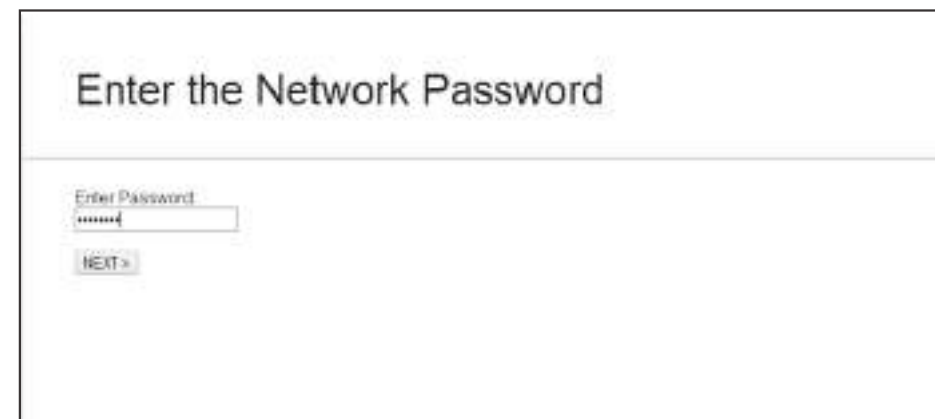 Enter the Network Password
Enter Password:
••••••••
NEXT >